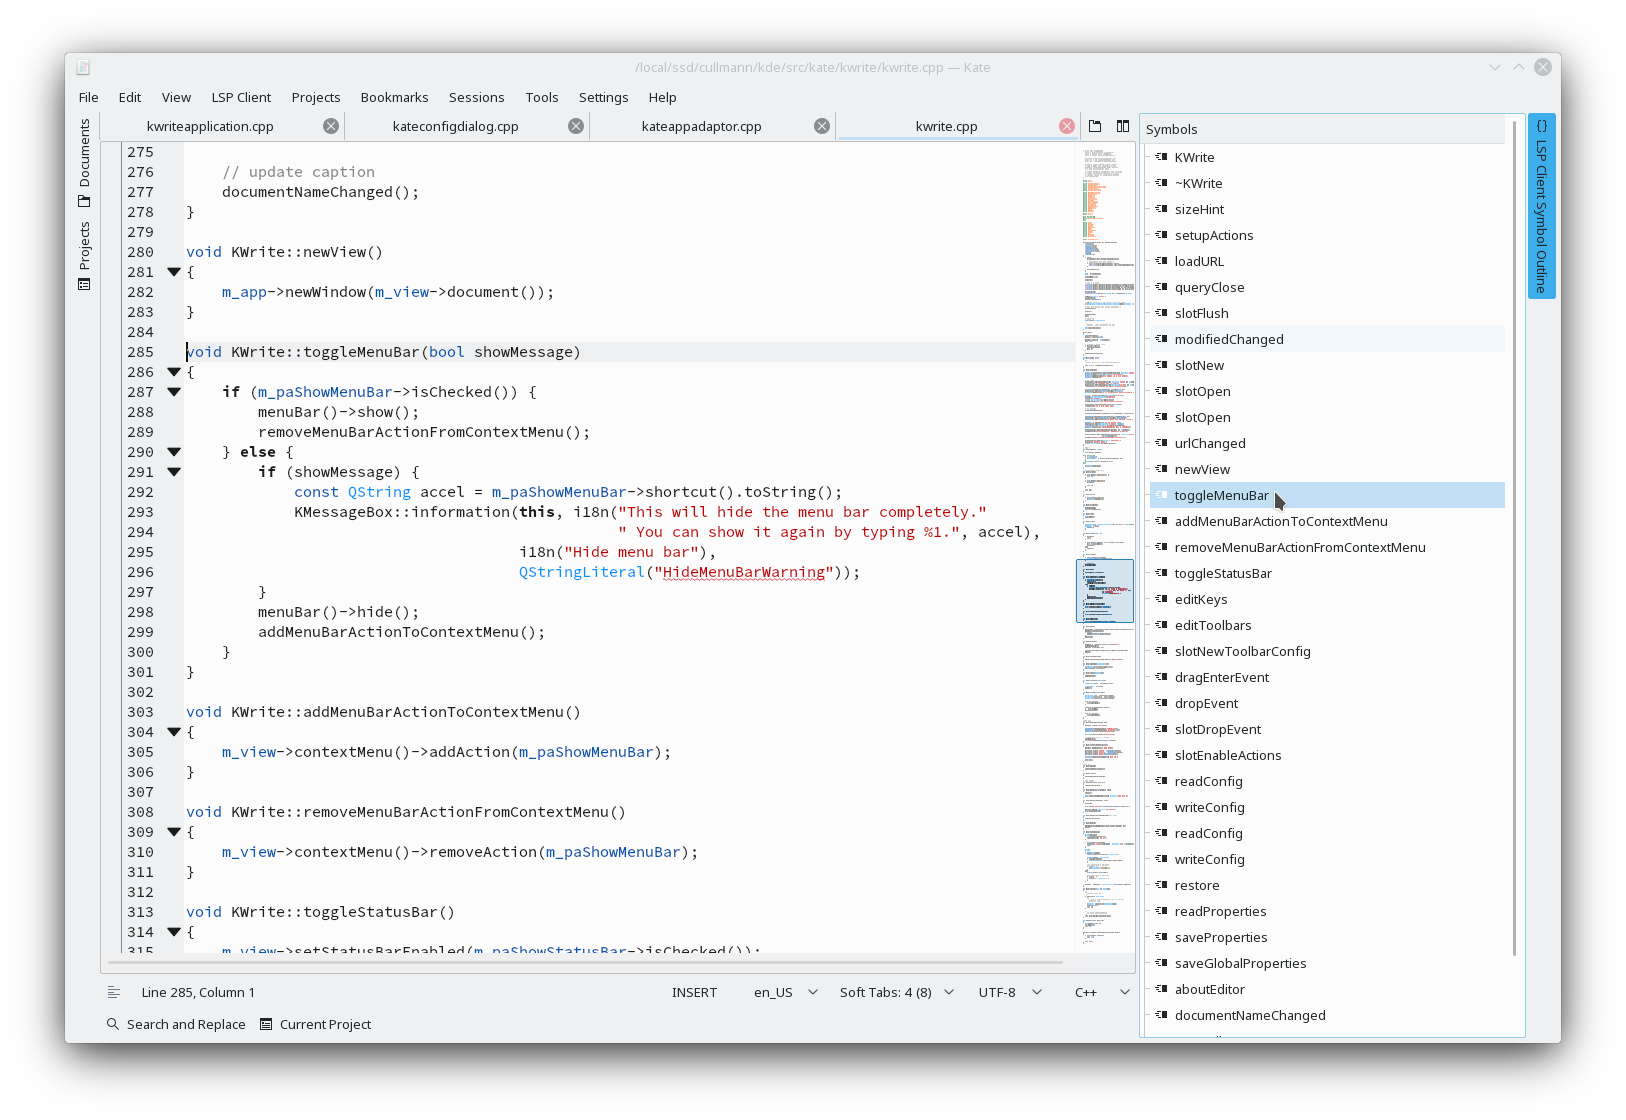 /local/ssd/cullmann/kde/src/kate/kwrite/kwrite.cpp — Kate
File Edit View LSP Client Projects Bookmarks Sessions Tools Settings Help
Documents
Projects
kwriteapplication.cpp kateconfigdialog.cpp kateappadaptor.cpp kwrite.cpp
275
276     // update caption
277     documentNameChanged();
278 }
279
280 void KWrite::newView()
281 {
282     m_app->newWindow(m_view->document());
283 }
284
285 void KWrite::toggleMenuBar(bool showMessage)
286 {
287     if (m_paShowMenuBar->isChecked()) {
288         menuBar()->show();
289         removeMenuBarActionFromContextMenu();
290     } else {
291         if (showMessage) {
292             const QString accel = m_paShowMenuBar->shortcut().toString();
293             KMessageBox::information(this, i18n("This will hide the menu bar completely."
294                                                 " You can show it again by typing %1.", accel),
295                                      i18n("Hide menu bar"),
296                                      QStringLiteral("HideMenuBarWarning"));
297         }
298         menuBar()->hide();
299         addMenuBarActionToContextMenu();
300     }
301 }
302
303 void KWrite::addMenuBarActionToContextMenu()
304 {
305     m_view->contextMenu()->addAction(m_paShowMenuBar);
306 }
307
308 void KWrite::removeMenuBarActionFromContextMenu()
309 {
310     m_view->contextMenu()->removeAction(m_paShowMenuBar);
311 }
312
313 void KWrite::toggleStatusBar()
314 {
315     m_view->setStatusBarEnabled(m_paShowStatusBar->isChecked());
Line 285, Column 1 INSERT en_US Soft Tabs: 4 (8) UTF-8 C++
Search and Replace Current Project
Symbols
KWrite
~KWrite
sizeHint
setupActions
loadURL
queryClose
slotFlush
modifiedChanged
slotNew
slotOpen
slotOpen
urlChanged
newView
toggleMenuBar
addMenuBarActionToContextMenu
removeMenuBarActionFromContextMenu
toggleStatusBar
editKeys
editToolbars
slotNewToolbarConfig
dragEnterEvent
dropEvent
slotDropEvent
slotEnableActions
readConfig
writeConfig
readConfig
writeConfig
restore
readProperties
saveProperties
saveGlobalProperties
aboutEditor
documentNameChanged
{} LSP Client Symbol Outline